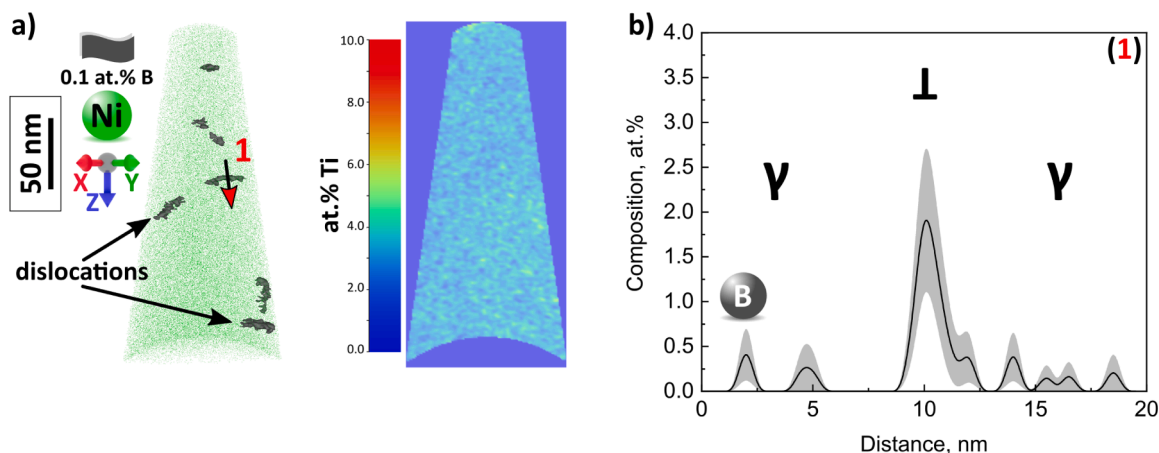 a)
0.1 at.% B
Ni
50 nm
X
Y
Z
1
dislocations
at.% Ti
10.0
8.0
6.0
4.0
2.0
0.0
b)
(1)
Composition, at.%
4.0
3.5
3.0
2.5
2.0
1.5
1.0
0.5
0.0
⊥
γ
γ
B
0
5
10
15
20
Distance, nm